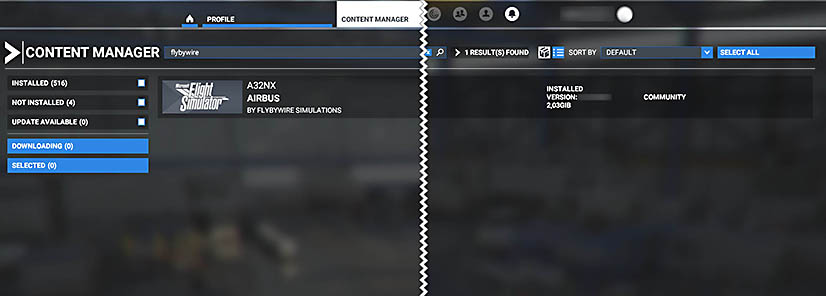 PROFILE
CONTENT MANAGER
CONTENT MANAGER
flybywire
1 RESULT(S) FOUND
SORT BY
DEFAULT
SELECT ALL
INSTALLED (516)
NOT INSTALLED (4)
UPDATE AVAILABLE (0)
DOWNLOADING (0)
SELECTED (0)
Microsoft
Flight
Simulator
A32NX
AIRBUS
BY FLYBYWIRE SIMULATIONS
INSTALLED
VERSION:
2,03GIB
COMMUNITY